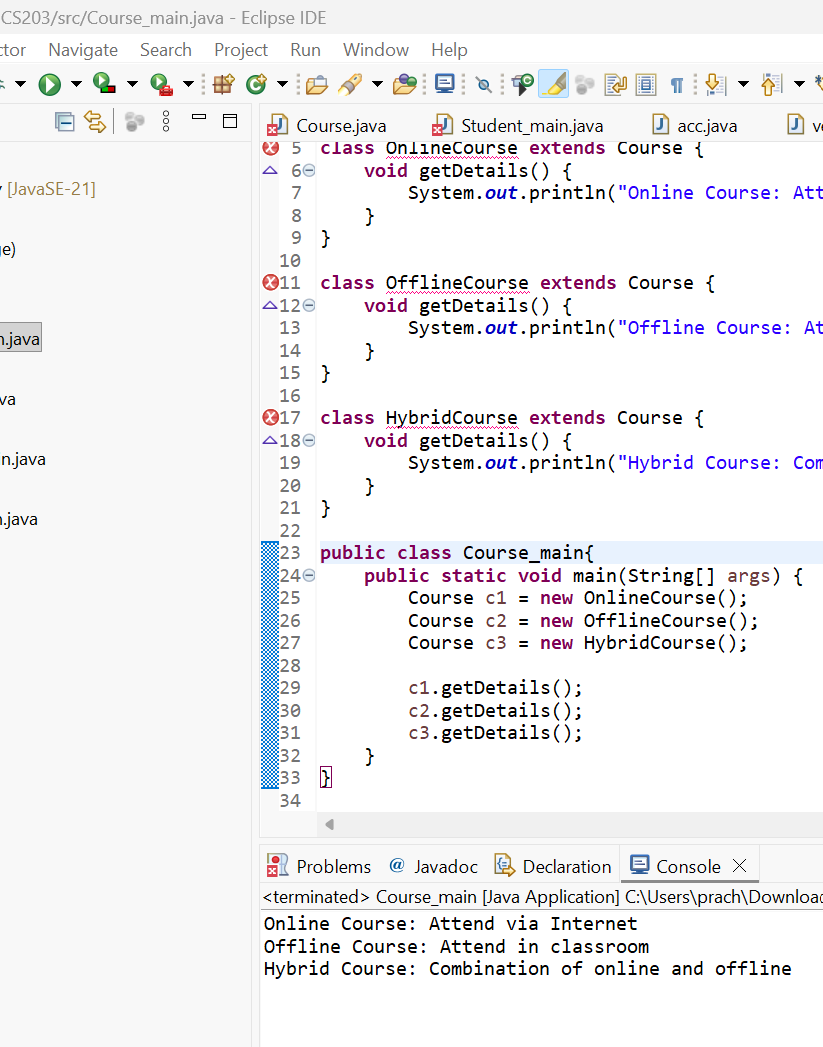 CS203/src/Course_main.java - Eclipse IDE
ctor Navigate Search Project Run Window Help
Course.java Student_main.java acc.java ve
[JavaSE-21]
ge)
n.java
va
n.java
n.java
5 class OnlineCourse extends Course {
6 void getDetails() {
7 System.out.println("Online Course: Att
8 }
9 }
10
11 class OfflineCourse extends Course {
12 void getDetails() {
13 System.out.println("Offline Course: At
14 }
15 }
16
17 class HybridCourse extends Course {
18 void getDetails() {
19 System.out.println("Hybrid Course: Com
20 }
21 }
22
23 public class Course_main{
24 public static void main(String[] args) {
25 Course c1 = new OnlineCourse();
26 Course c2 = new OfflineCourse();
27 Course c3 = new HybridCourse();
28
29 c1.getDetails();
30 c2.getDetails();
31 c3.getDetails();
32 }
33 }
34
Problems Javadoc Declaration Console
<terminated> Course_main [Java Application] C:\Users\prach\Downloa
Online Course: Attend via Internet
Offline Course: Attend in classroom
Hybrid Course: Combination of online and offline